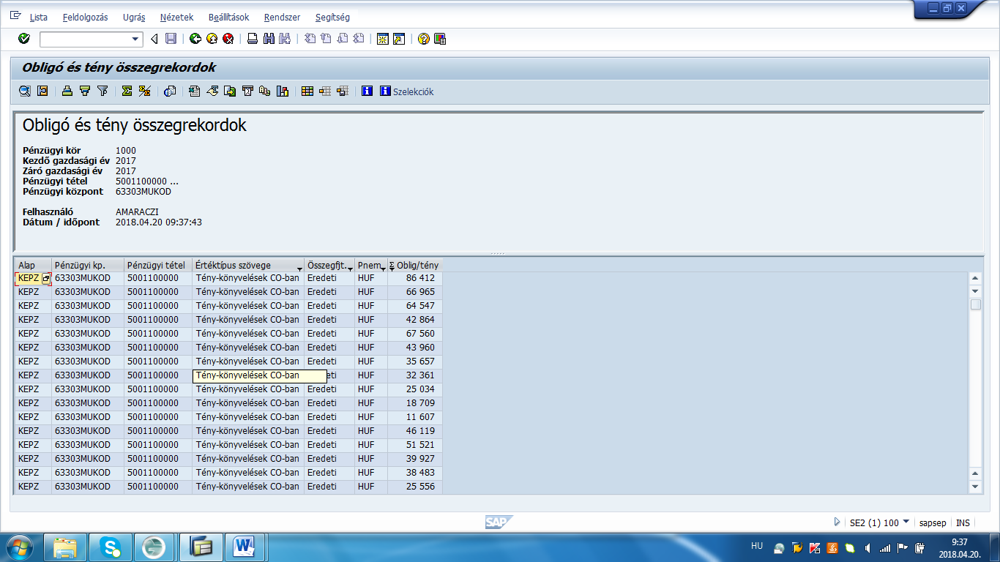 Lista Feldolgozás Ugrás Nézetek Beállítások Rendszer Segítség
Obligó és tény összegrekordok
Szelekciók
Obligó és tény összegrekordok
Pénzügyi kör 1000
Kezdő gazdasági év 2017
Záró gazdasági év 2017
Pénzügyi tétel 5001100000 ...
Pénzügyi központ 63303MUKOD
Felhasználó AMARACZI
Dátum / időpont 2018.04.20 09:37:43
Alap Pénzügyi kp. Pénzügyi tétel Értéktípus szövege Összegfjt. Pnem Σ Oblig/tény
KEPZ 63303MUKOD 5001100000 Tény-könyvelések CO-ban Eredeti HUF 86 412
KEPZ 63303MUKOD 5001100000 Tény-könyvelések CO-ban Eredeti HUF 66 965
KEPZ 63303MUKOD 5001100000 Tény-könyvelések CO-ban Eredeti HUF 64 547
KEPZ 63303MUKOD 5001100000 Tény-könyvelések CO-ban Eredeti HUF 42 864
KEPZ 63303MUKOD 5001100000 Tény-könyvelések CO-ban Eredeti HUF 67 560
KEPZ 63303MUKOD 5001100000 Tény-könyvelések CO-ban Eredeti HUF 43 960
KEPZ 63303MUKOD 5001100000 Tény-könyvelések CO-ban Eredeti HUF 35 657
KEPZ 63303MUKOD 5001100000 Tény-könyvelések CO-ban eti HUF 32 361
KEPZ 63303MUKOD 5001100000 Tény-könyvelések CO-ban Eredeti HUF 25 034
KEPZ 63303MUKOD 5001100000 Tény-könyvelések CO-ban Eredeti HUF 18 709
KEPZ 63303MUKOD 5001100000 Tény-könyvelések CO-ban Eredeti HUF 11 607
KEPZ 63303MUKOD 5001100000 Tény-könyvelések CO-ban Eredeti HUF 46 119
KEPZ 63303MUKOD 5001100000 Tény-könyvelések CO-ban Eredeti HUF 51 521
KEPZ 63303MUKOD 5001100000 Tény-könyvelések CO-ban Eredeti HUF 39 927
KEPZ 63303MUKOD 5001100000 Tény-könyvelések CO-ban Eredeti HUF 38 483
KEPZ 63303MUKOD 5001100000 Tény-könyvelések CO-ban Eredeti HUF 25 556
SAP SE2 (1) 100 sapsep INS
HU 9:37
2018.04.20.